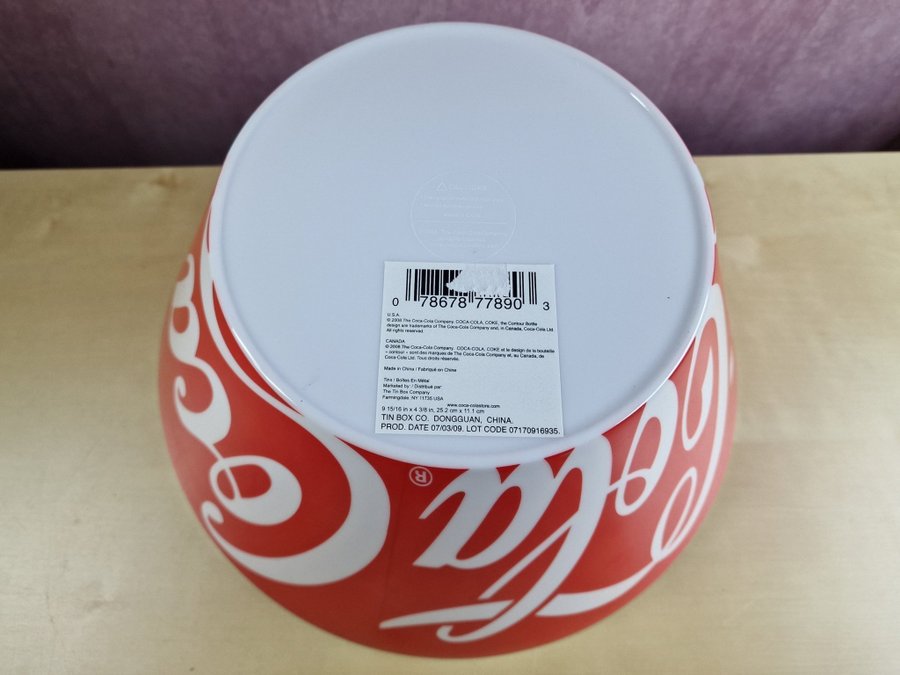 ⚠ CAUTION
0 78678 77890 3
U.S.A.
© 2008 The Coca-Cola Company. COCA-COLA, COKE, the Contour Bottle
design are trademarks of The Coca-Cola Company and, in Canada, Coca-Cola Ltd.
All rights reserved.
CANADA
© 2008 The Coca-Cola Company. COCA-COLA, COKE et le design de la bouteille
« contour » sont des marques de The Coca-Cola Company et, au Canada, de
Coca-Cola Ltd. Tous droits réservés.
Made in China / Fabriqué en Chine
Tins / Boîtes En Métal
Marketed by: / Distribué par:
The Tin Box Company
Farmingdale, NY 11735 USA
www.coca-colastore.com
9 15/16 in x 4 3/8 in, 25.2 cm x 11.1 cm
TIN BOX CO. DONGGUAN, CHINA.
PROD. DATE 07/03/09. LOT CODE 07170916935.
Coca-Cola ®